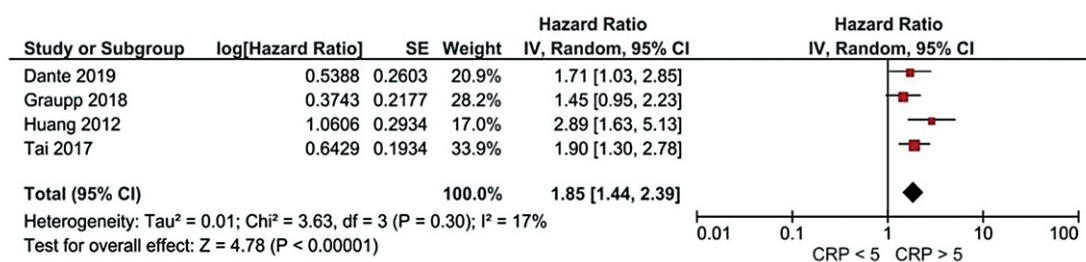 Hazard Ratio Hazard Ratio
Study or Subgroup log[Hazard Ratio] SE Weight IV, Random, 95% CI IV, Random, 95% CI
Dante 2019 0.5388 0.2603 20.9% 1.71 [1.03, 2.85]
Graupp 2018 0.3743 0.2177 28.2% 1.45 [0.95, 2.23]
Huang 2012 1.0606 0.2934 17.0% 2.89 [1.63, 5.13]
Tai 2017 0.6429 0.1934 33.9% 1.90 [1.30, 2.78]
Total (95% CI) 100.0% 1.85 [1.44, 2.39]
Heterogeneity: Tau² = 0.01; Chi² = 3.63, df = 3 (P = 0.30); I² = 17%
Test for overall effect: Z = 4.78 (P < 0.00001)
0.01 0.1 1 10 100
CRP < 5 CRP > 5